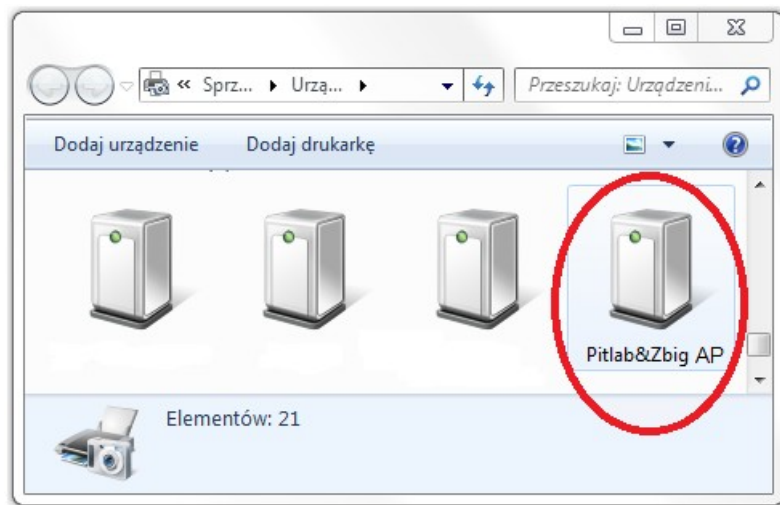 « Sprz... Urzą... Przeszukaj: Urządzeni...
Dodaj urządzenie Dodaj drukarkę
Pitlab&Zbig AP
Elementów: 21